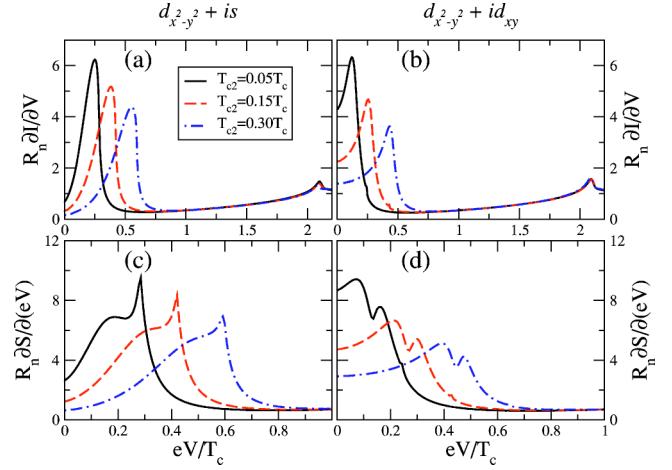 d_{x²-y²} + is
d_{x²-y²} + id_{xy}
(a)
(b)
T_{c2}=0.05T_c
T_{c2}=0.15T_c
T_{c2}=0.30T_c
R_n ∂I/∂V
R_n ∂I/∂V
6
4
2
0
6
4
2
0
0 0.5 1 1.5 2
0 0.5 1 1.5 2
(c)
(d)
R_n ∂S/∂(eV)
R_n ∂S/∂(eV)
12
8
4
0
12
8
4
0
0 0.2 0.4 0.6 0.8
0 0.2 0.4 0.6 0.8 1
eV/T_c
eV/T_c